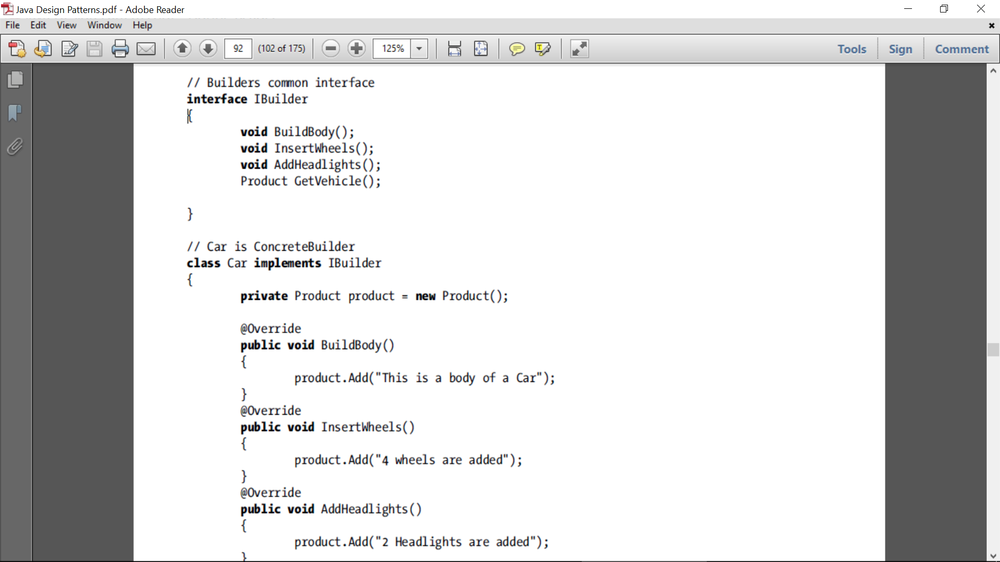 Java Design Patterns.pdf - Adobe Reader
File Edit View Window Help
92 (102 of 175) 125% Tools Sign Comment
// Builders common interface
interface IBuilder
{
void BuildBody();
void InsertWheels();
void AddHeadlights();
Product GetVehicle();
}
// Car is ConcreteBuilder
class Car implements IBuilder
{
private Product product = new Product();
@Override
public void BuildBody()
{
product.Add("This is a body of a Car");
}
@Override
public void InsertWheels()
{
product.Add("4 wheels are added");
}
@Override
public void AddHeadlights()
{
product.Add("2 Headlights are added");
}